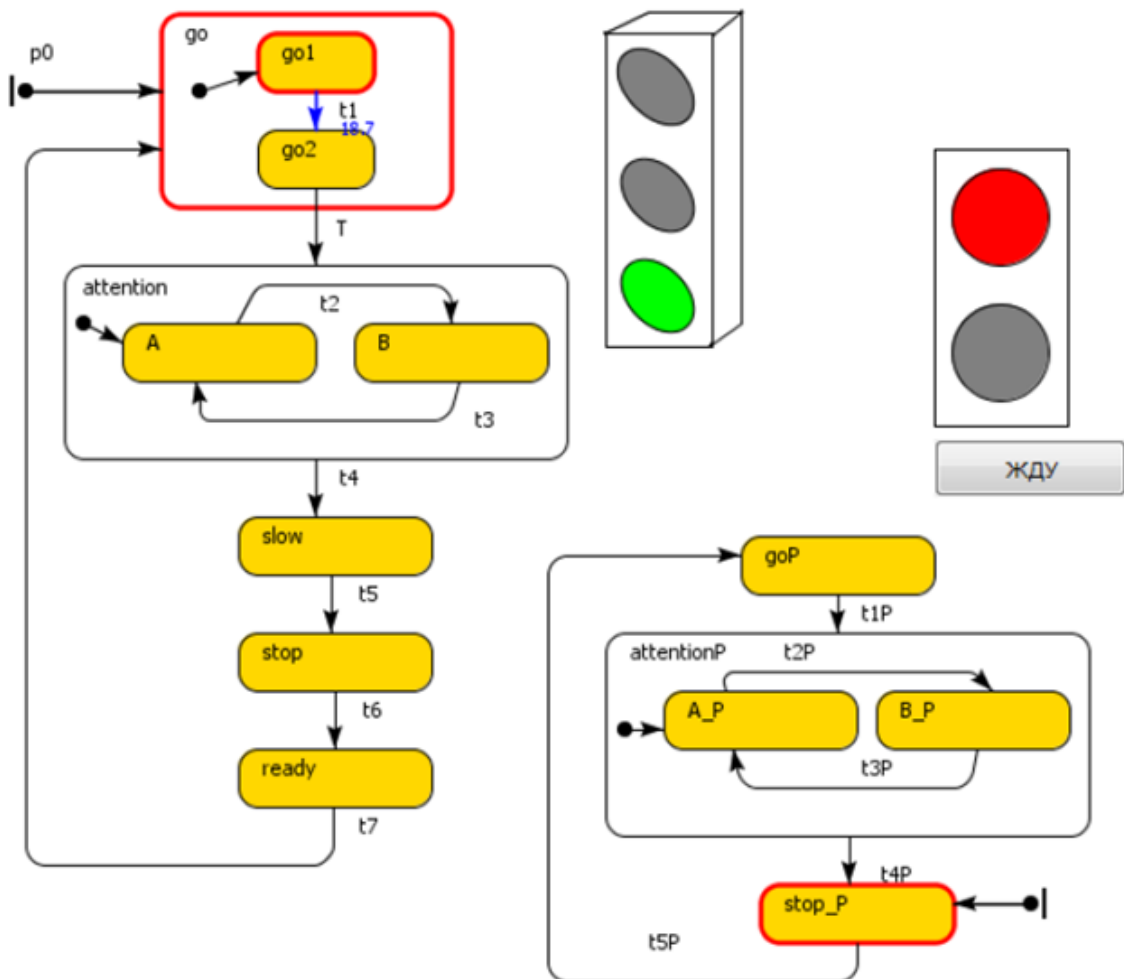 p0
go
go1
t1
18.7
go2
T
attention
t2
A
B
t3
t4
slow
t5
stop
t6
ready
t7
ЖДУ
goP
t1P
attentionP
t2P
A_P
B_P
t3P
t4P
stop_P
t5P